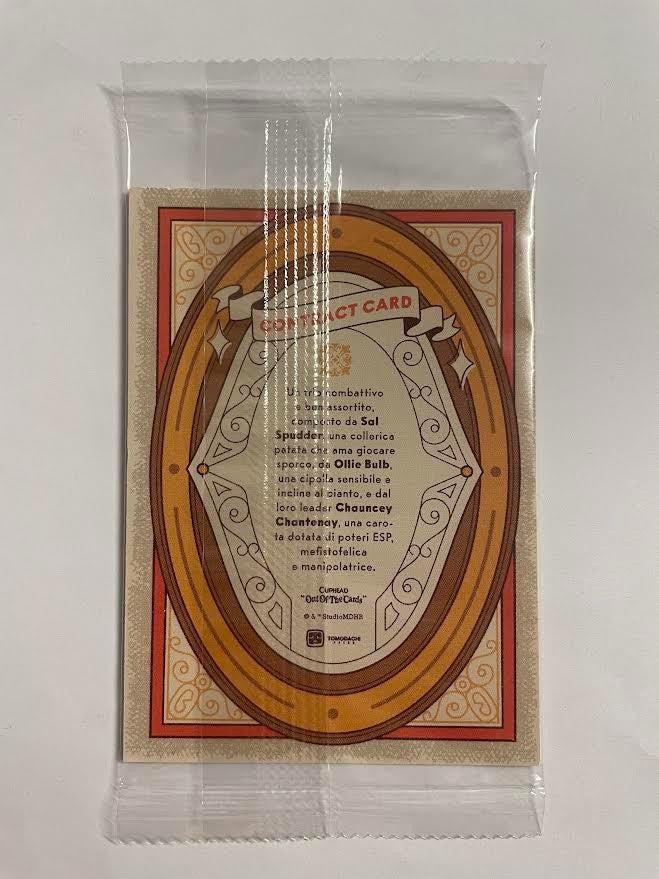 CONTRACT CARD
Un trio combattivo
e ben assortito,
composto da Sal
Spudder, una collerica
patata che ama giocare
sporco, da Ollie Bulb,
una cipolla sensibile e
incline al pianto, e dal
loro leader Chauncey
Chantenay, una caro-
ta dotata di poteri ESP,
mefistofelica
e manipolatrice.
CUPHEAD
"Out Of The Cards"
© & ™ StudioMDHR
TOMODACHI
PRESS